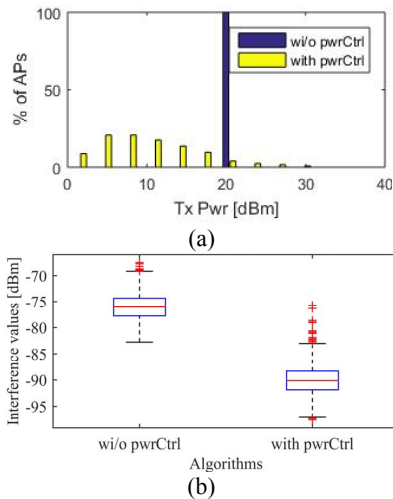 100
50
0
% of APs
wi/o pwrCtrl
with pwrCtrl
0 10 20 30 40
Tx Pwr [dBm]
(a)
Interference values [dBm]
-70
-75
-80
-85
-90
-95
wi/o pwrCtrl with pwrCtrl
Algorithms
(b)